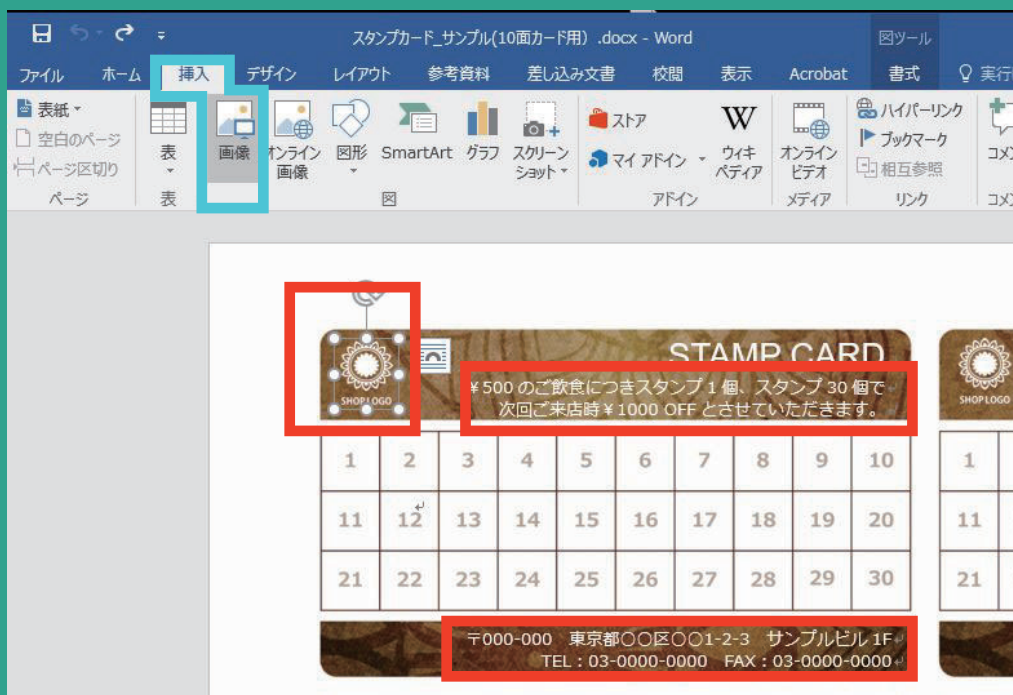 スタンプカード_サンプル(10面カード用) .docx - Word
図ツール
ファイル ホーム 挿入 デザイン レイアウト 参考資料 差し込み文書 校閲 表示 Acrobat 書式
表紙
空白のページ
ページ区切り
ページ
表
表
画像
オンライン
画像
図形
SmartArt
グラフ
スクリーン
ショット
図
ストア
マイ アドイン
W
ウィキ
ペディア
アドイン
オンライン
ビデオ
メディア
ハイパーリンク
ブックマーク
相互参照
リンク
STAMP CARD
¥500 のご飲食につきスタンプ 1 個、スタンプ 30 個で
次回ご来店時¥1000 OFF とさせていただきます。
SHOP LOGO
1 2 3 4 5 6 7 8 9 10
11 12 13 14 15 16 17 18 19 20
21 22 23 24 25 26 27 28 29 30
〒000-000 東京都〇〇区〇〇1-2-3 サンプルビル 1F
TEL：03-0000-0000 FAX：03-0000-0000
SHOP LOGO
1
11
21